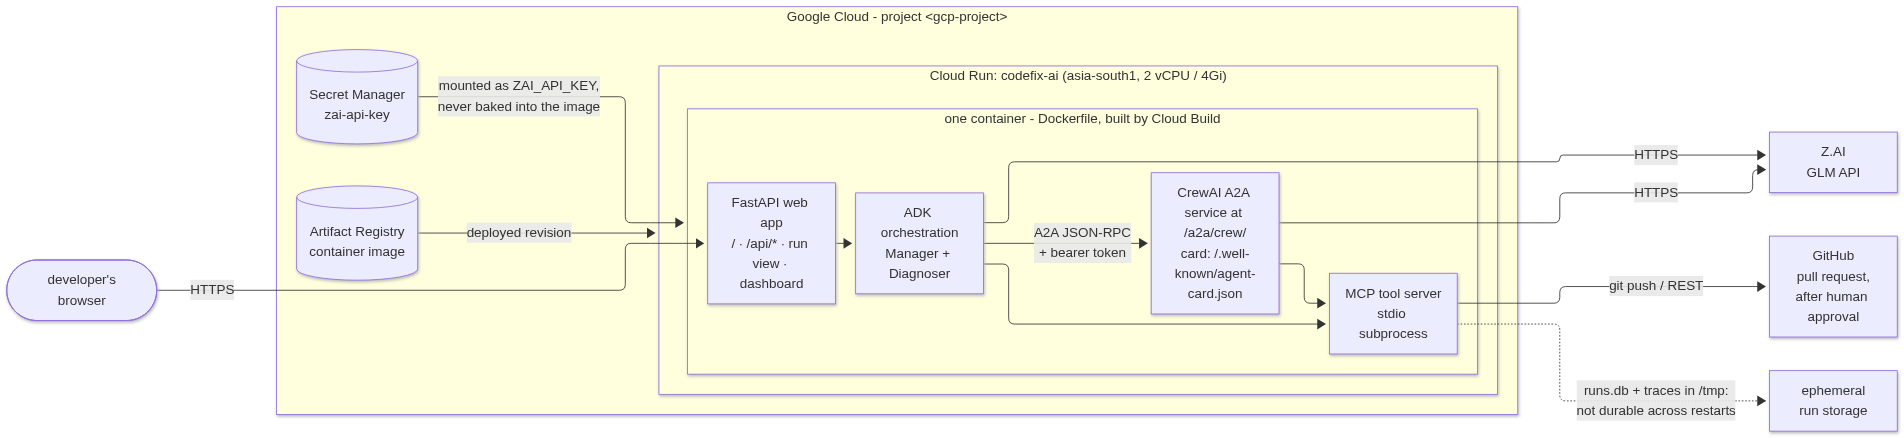 Google Cloud - project <gcp-project>
Secret Manager
zai-api-key
mounted as ZAI_API_KEY,
never baked into the image
Cloud Run: codefix-ai (asia-south1, 2 vCPU / 4Gi)
one container - Dockerfile, built by Cloud Build
Artifact Registry
container image
deployed revision
developer's
browser
HTTPS
FastAPI web
app
/ · /api/* · run
view ·
dashboard
ADK
orchestration
Manager +
Diagnoser
A2A JSON-RPC
+ bearer token
CrewAI A2A
service at
/a2a/crew/
card: /.well-
known/agent-
card.json
MCP tool server
stdio
subprocess
HTTPS
HTTPS
Z.AI
GLM API
git push / REST
GitHub
pull request,
after human
approval
runs.db + traces in /tmp:
not durable across restarts
ephemeral
run storage